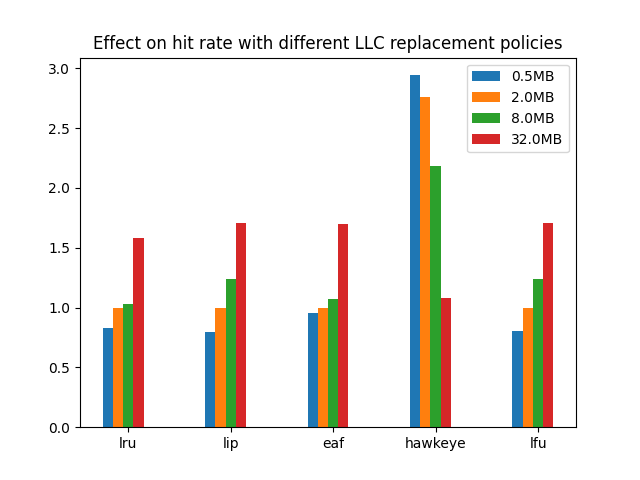 Effect on hit rate with different LLC replacement policies
3.0
2.5
2.0
1.5
1.0
0.5
0.0
0.5MB
2.0MB
8.0MB
32.0MB
lru
lip
eaf
hawkeye
lfu